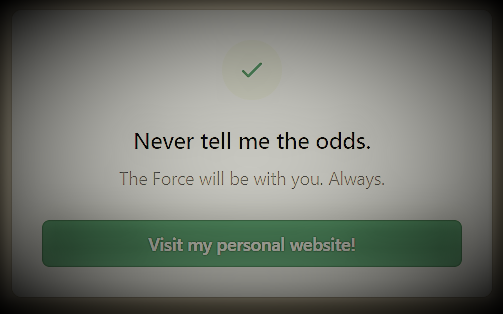 Never tell me the odds.
The Force will be with you. Always.
Visit my personal website!